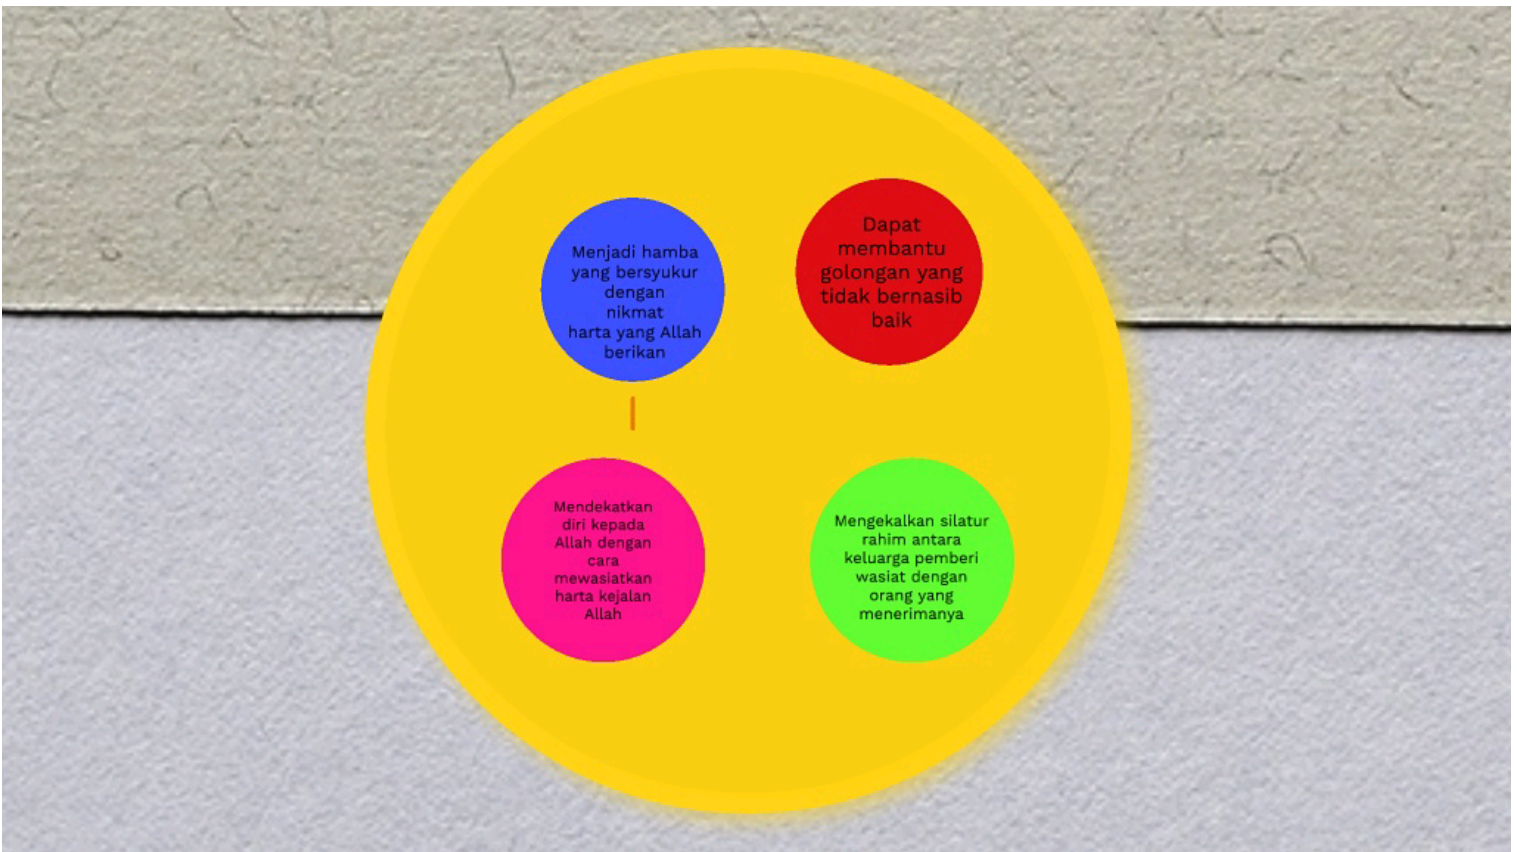 Menjadi hamba
yang bersyukur
dengan
nikmat
harta yang Allah
berikan
Dapat
membantu
golongan yang
tidak bernasib
baik
Mendekatkan
diri kepada
Allah dengan
cara
mewasiatkan
harta kejalan
Allah
Mengekalkan silatur
rahim antara
keluarga pemberi
wasiat dengan
orang yang
menerimanya